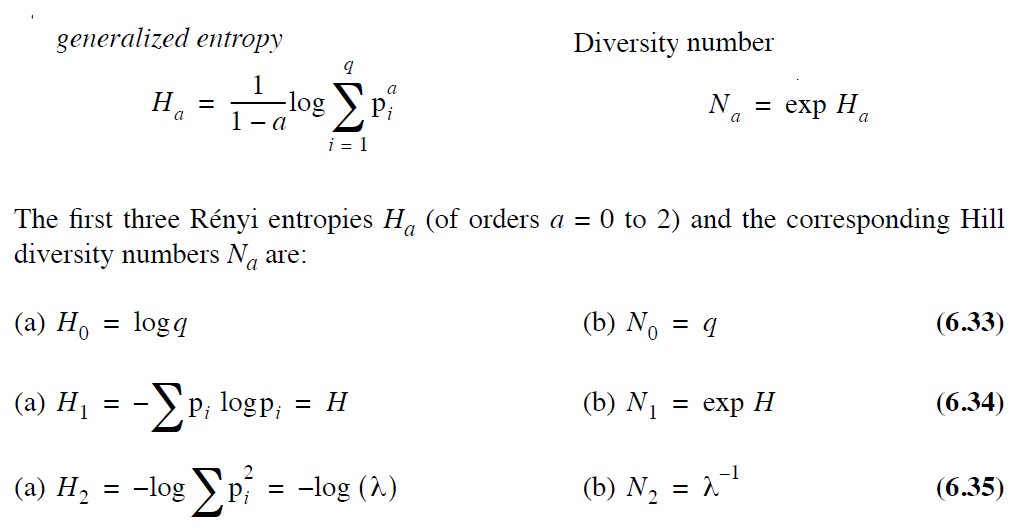 generalized entropy
Diversity number
H_a = \frac{1}{1 - a} log \sum_{i = 1}^{q} p_i^a
N_a = exp H_a
The first three Rényi entropies H_a (of orders a = 0 to 2) and the corresponding Hill
diversity numbers N_a are:
(a) H_0 = log q (b) N_0 = q (6.33)
(a) H_1 = –∑ p_i log p_i = H (b) N_1 = exp H (6.34)
(a) H_2 = –log ∑ p_i^2 = –log (λ) (b) N_2 = λ^{–1} (6.35)